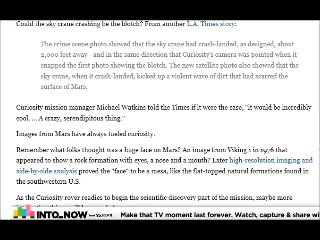 Could the sky crane crashing be the blotch? From another L.A. Times story:
The crime scene photo showed that the sky crane had crash-landed, as designed, about
2,000 feet away - and in the same direction that Curiosity's camera was pointed when it
snapped the first photo showing the blotch. The new satellite photo also showed that the
sky crane, when it crash-landed, kicked up a violent wave of dirt that had scarred the
surface of Mars.
Curiosity mission manager Michael Watkins told the Times if it were the case, "It would be incredibly
cool. ... A crazy, serendipitous thing."
Images from Mars have always fueled curiosity.
Remember what folks thought was a huge face on Mars? An image from Viking 1 in 1976 that
appeared to show a rock formation with eyes, a nose and a mouth? Later high-resolution imaging and
side-by-side analysis proved the "face" to be a mesa, like the flat-topped natural formations found in
the southwestern U.S.
As the Curiosity rover readies to begin the scientific discovery part of the mission, maybe more
INTO_NOW FROM YAHOO! Make that TV moment last forever. Watch, capture & share wi